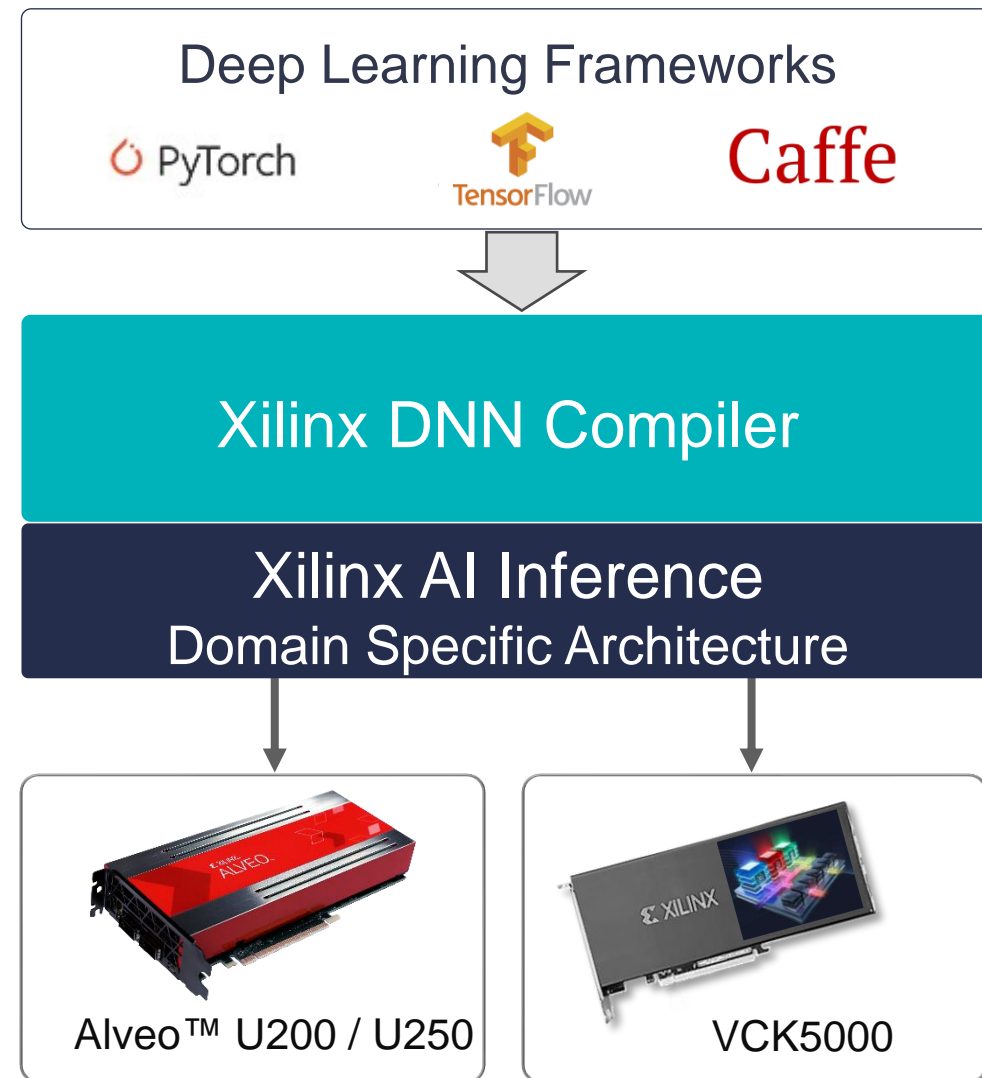 Deep Learning Frameworks
PyTorch
TensorFlow
Caffe
Xilinx DNN Compiler
Xilinx AI Inference
Domain Specific Architecture
XILINX
ALVEO
XILINX
Alveo™ U200 / U250
VCK5000